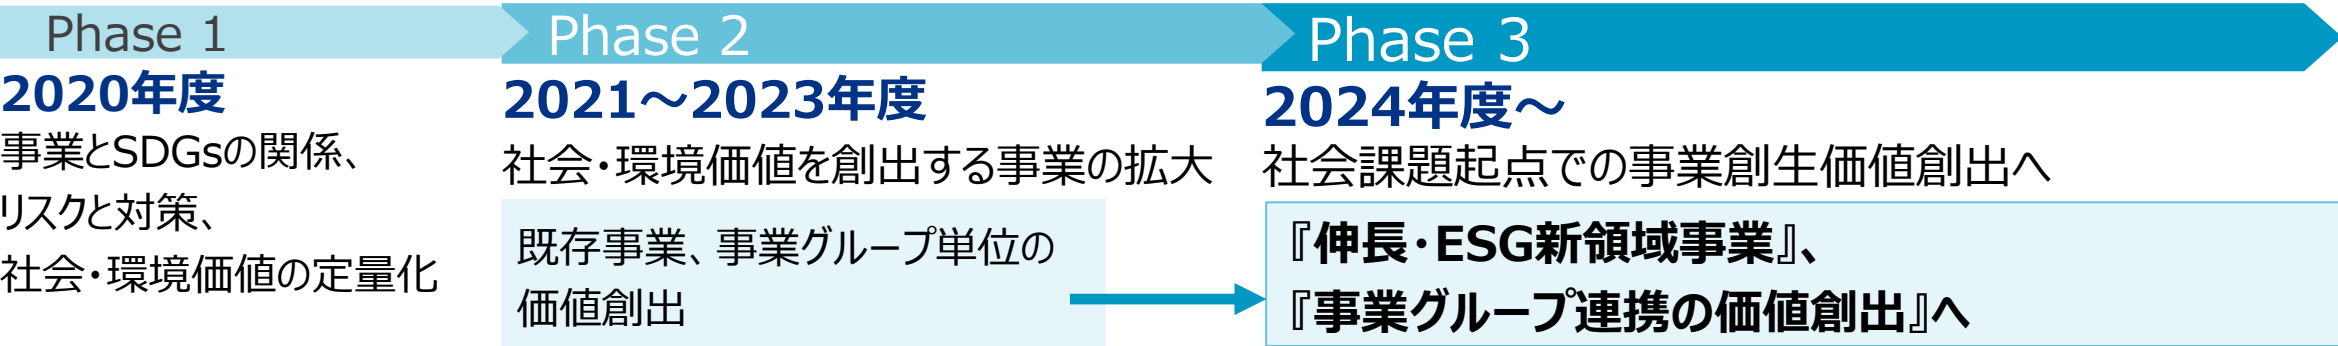 Phase 1
2020年度
事業とSDGsの関係、
リスクと対策、
社会・環境価値の定量化
Phase 2
2021～2023年度
社会・環境価値を創出する事業の拡大
既存事業、事業グループ単位の
価値創出
Phase 3
2024年度～
社会課題起点での事業創生価値創出へ
『伸長・ESG新領域事業』、
『事業グループ連携の価値創出』へ